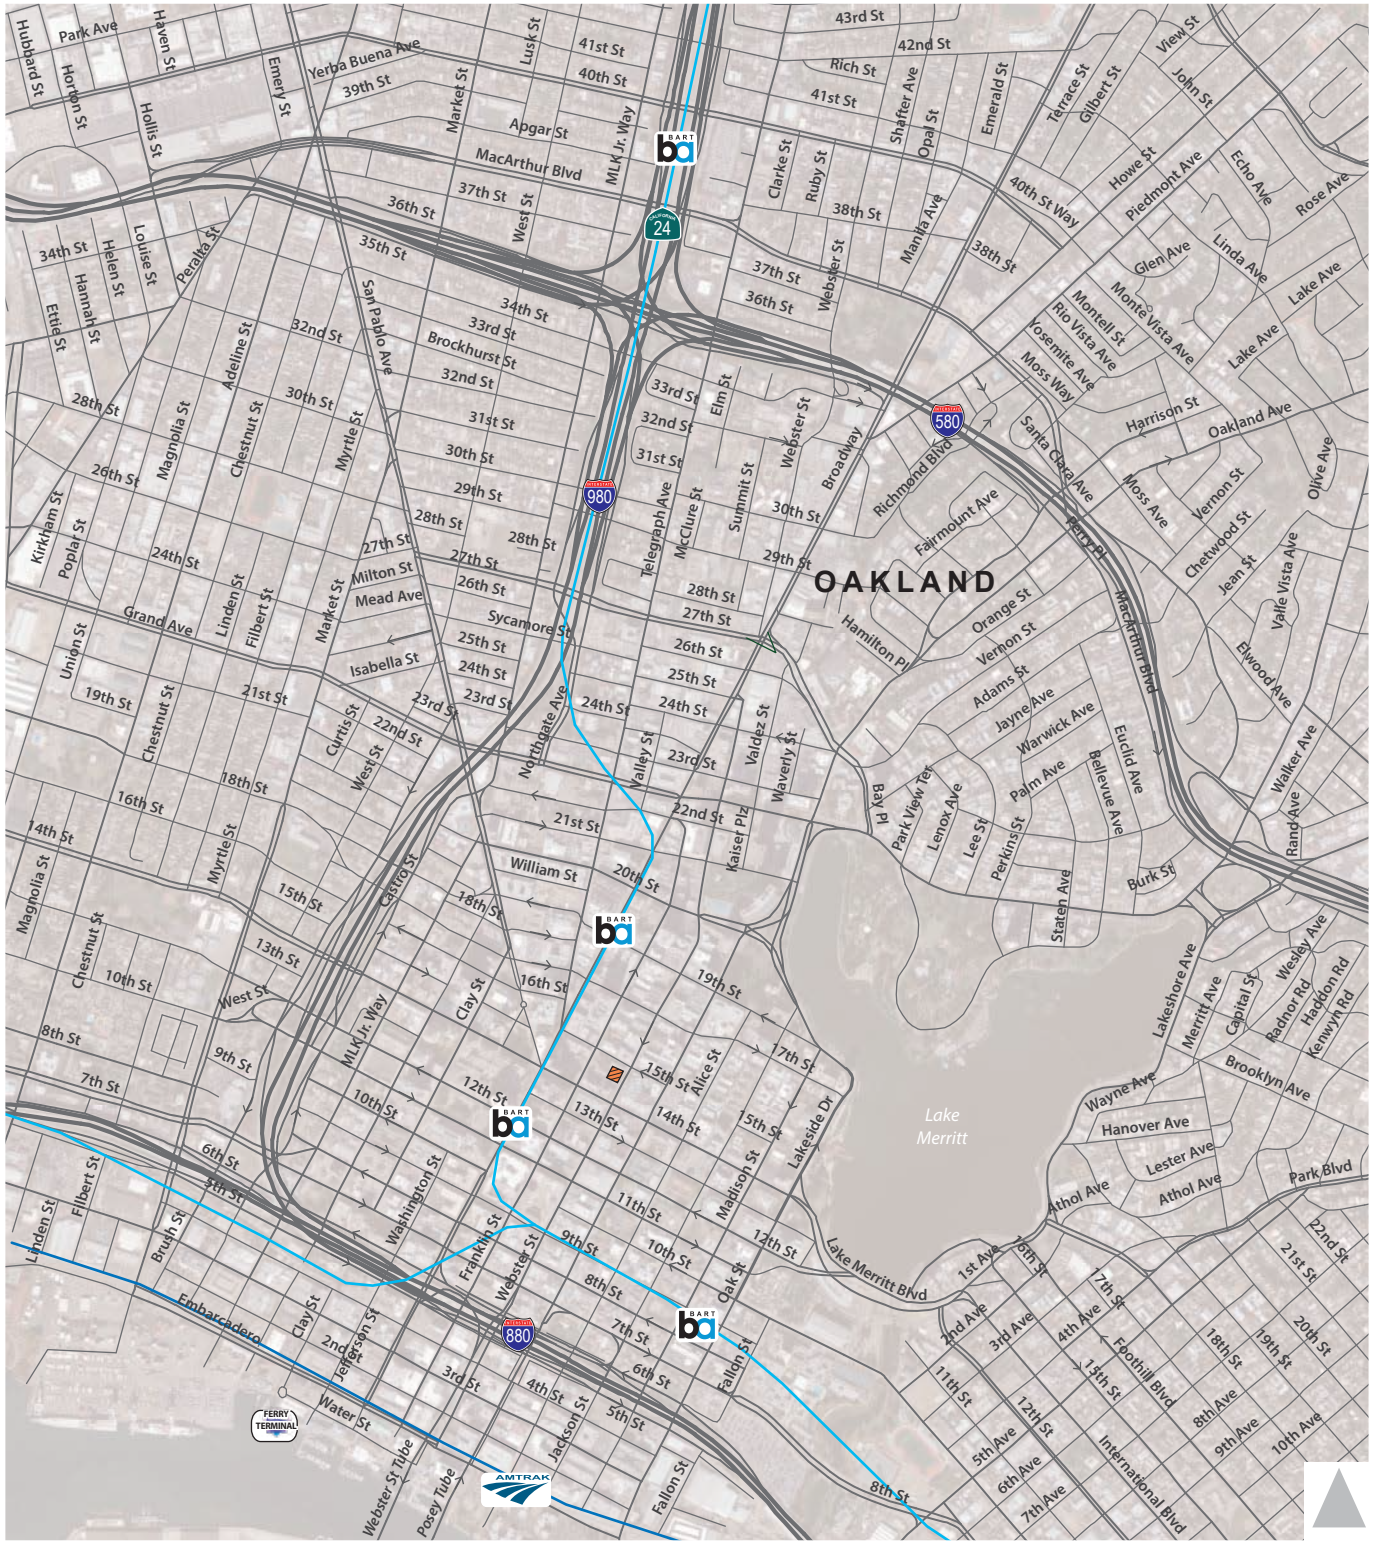 43rd St
Park Ave
Haven St
Hubbard St
Lusk St
41st St
42nd St
View St
Yerba Buena Ave
Horton St
Emery St
40th St
Rich St
Shafter Ave
Emerald St
Terrace St
Gilbert St
John St
39th St
Market St
41st St
Hollis St
Apgar St
MLK Jr. Way
BART
ba
Opal St
MacArthur Blvd
Clarke St
Ruby St
Howe St
Piedmont Ave
Echo Ave
Rose Ave
37th St
36th St
West St
CALIFORNIA
24
38th St
Manila Ave
40th St Way
34th St
Helen St
Louise St
Peralta St
35th St
Webster St
38th St
Glen Ave
Linda Ave
Hannah St
37th St
36th St
Lake Ave
Ettie St
San Pablo Ave
34th St
33rd St
32nd St
Brockhurst St
Montell St
Monte Vista Ave
Rio Vista Ave
Yosemite Ave
Lake Ave
Adeline St
32nd St
33rd St
Elm St
Moss Way
28th St
30th St
31st St
32nd St
INTERSTATE
580
Harrison St
Oakland Ave
Magnolia St
Chestnut St
Myrtle St
30th St
31st St
Webster St
Broadway
Santa Clara Ave
Olive Ave
26th St
29th St
INTERSTATE
980
Telegraph Ave
McClure St
Summit St
30th St
Richmond Blvd
Fairmount Ave
Moss Ave
Vernon St
Kirkham St
Poplar St
28th St
28th St
Perry Pl
Chetwood St
24th St
27th St
27th St
29th St
OAKLAND
Jean St
Valle Vista Ave
Milton St
26th St
28th St
Linden St
Filbert St
Market St
Mead Ave
Grand Ave
Sycamore St
27th St
Orange St
MacArthur Blvd
Union St
25th St
26th St
Hamilton Pl
Vernon St
Elwood Ave
Isabella St
24th St
25th St
19th St
21st St
23rd St
23rd St
24th St
24th St
Adams St
Chestnut St
Curtis St
22nd St
Northgate Ave
Valdez St
Jayne Ave
Warwick Ave
Euclid Ave
Walker Ave
West St
Valley St
23rd St
Waverly St
18th St
Bay Pl
Park View Ter
Palm Ave
Bellevue Ave
16th St
22nd St
Lenox Ave
Rand Ave
14th St
21st St
Kaiser Plz
Lee St
Perkins St
Myrtle St
William St
20th St
Burk St
Magnolia St
Castro St
15th St
18th St
Staten Ave
BART
ba
Chestnut St
13th St
Wesley Ave
10th St
16th St
19th St
Lakeshore Ave
Merritt Ave
Capital St
Radnor Rd
Haddon Rd
Kenwyn Rd
West St
Clay St
MLK Jr. Way
8th St
9th St
17th St
7th St
12th St
15th St
Alice St
Brooklyn Ave
10th St
Wayne Ave
13th St
14th St
15th St
Lakeside Dr
Lake
Merritt
Hanover Ave
BART
ba
6th St
Lester Ave
5th St
Washington St
Madison St
Park Blvd
Filbert St
Athol Ave
Athol Ave
Linden St
11th St
Brush St
Franklin St
Webster St
9th St
10th St
12th St
Lake Merritt Blvd
1st Ave
16th St
22nd St
21st St
8th St
Oak St
17th St
Embarcadero
Clay St
2nd St
Jefferson St
INTERSTATE
880
7th St
BART
ba
2nd Ave
3rd Ave
4th Ave
Foothill Blvd
18th St
19th St
20th St
3rd St
6th St
Fallon St
11th St
15th St
4th St
Water St
5th St
12th St
8th Ave
9th Ave
10th Ave
FERRY
TERMINAL
Jackson St
5th Ave
International Blvd
Webster St Tube
Posey Tube
AMTRAK
Fallon St
8th St
6th Ave
7th Ave